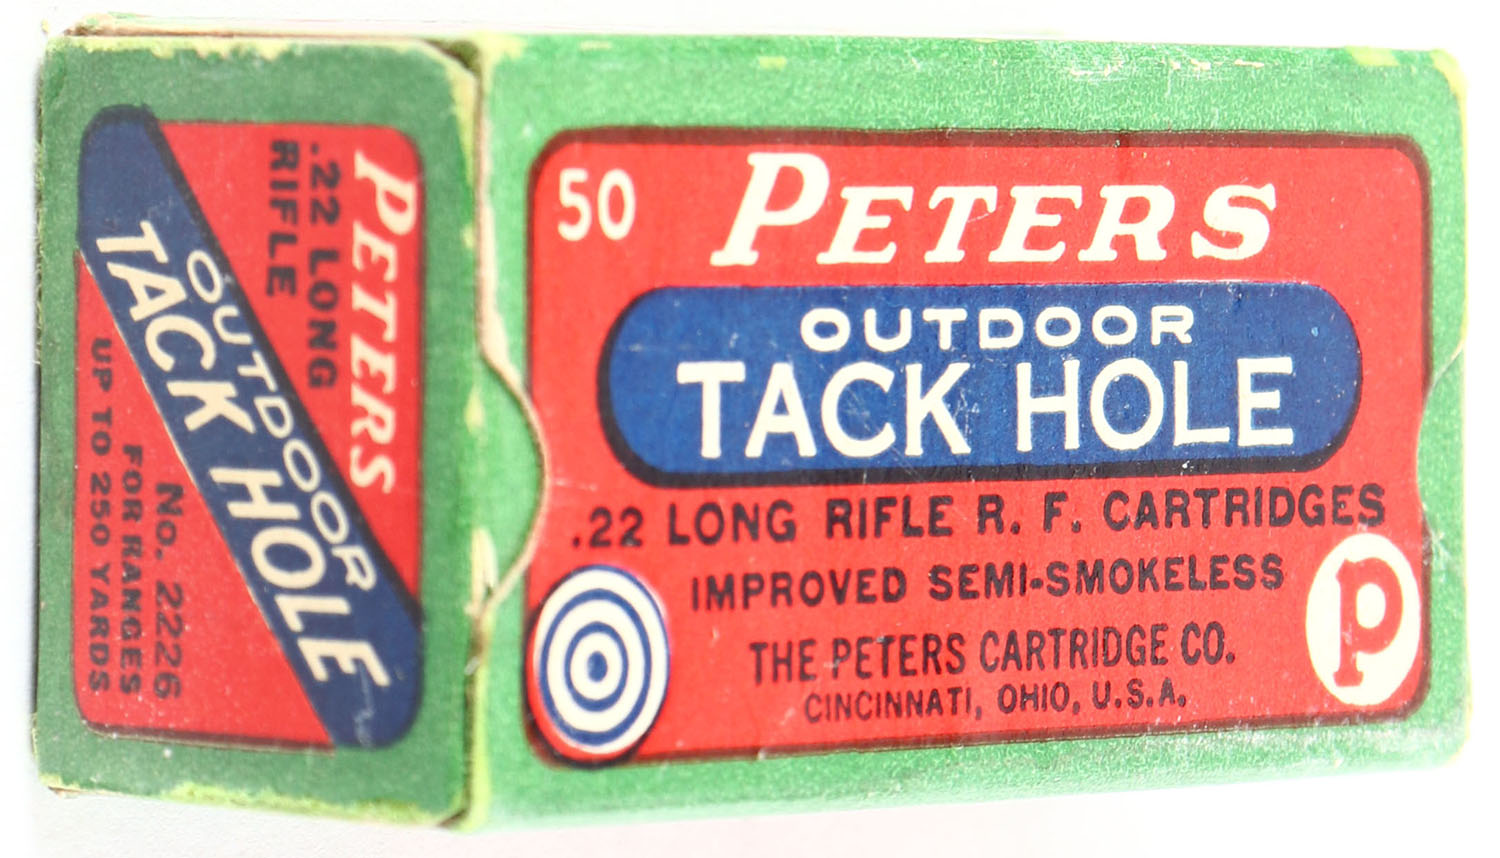 50
PETERS
OUTDOOR
TACK HOLE
.22 LONG RIFLE R. F. CARTRIDGES
IMPROVED SEMI-SMOKELESS
THE PETERS CARTRIDGE CO.
CINCINNATI, OHIO, U.S.A.
P
PETERS
.22 LONG
RIFLE
OUTDOOR
TACK HOLE
No. 2226
FOR RANGES
UP TO 250 YARDS